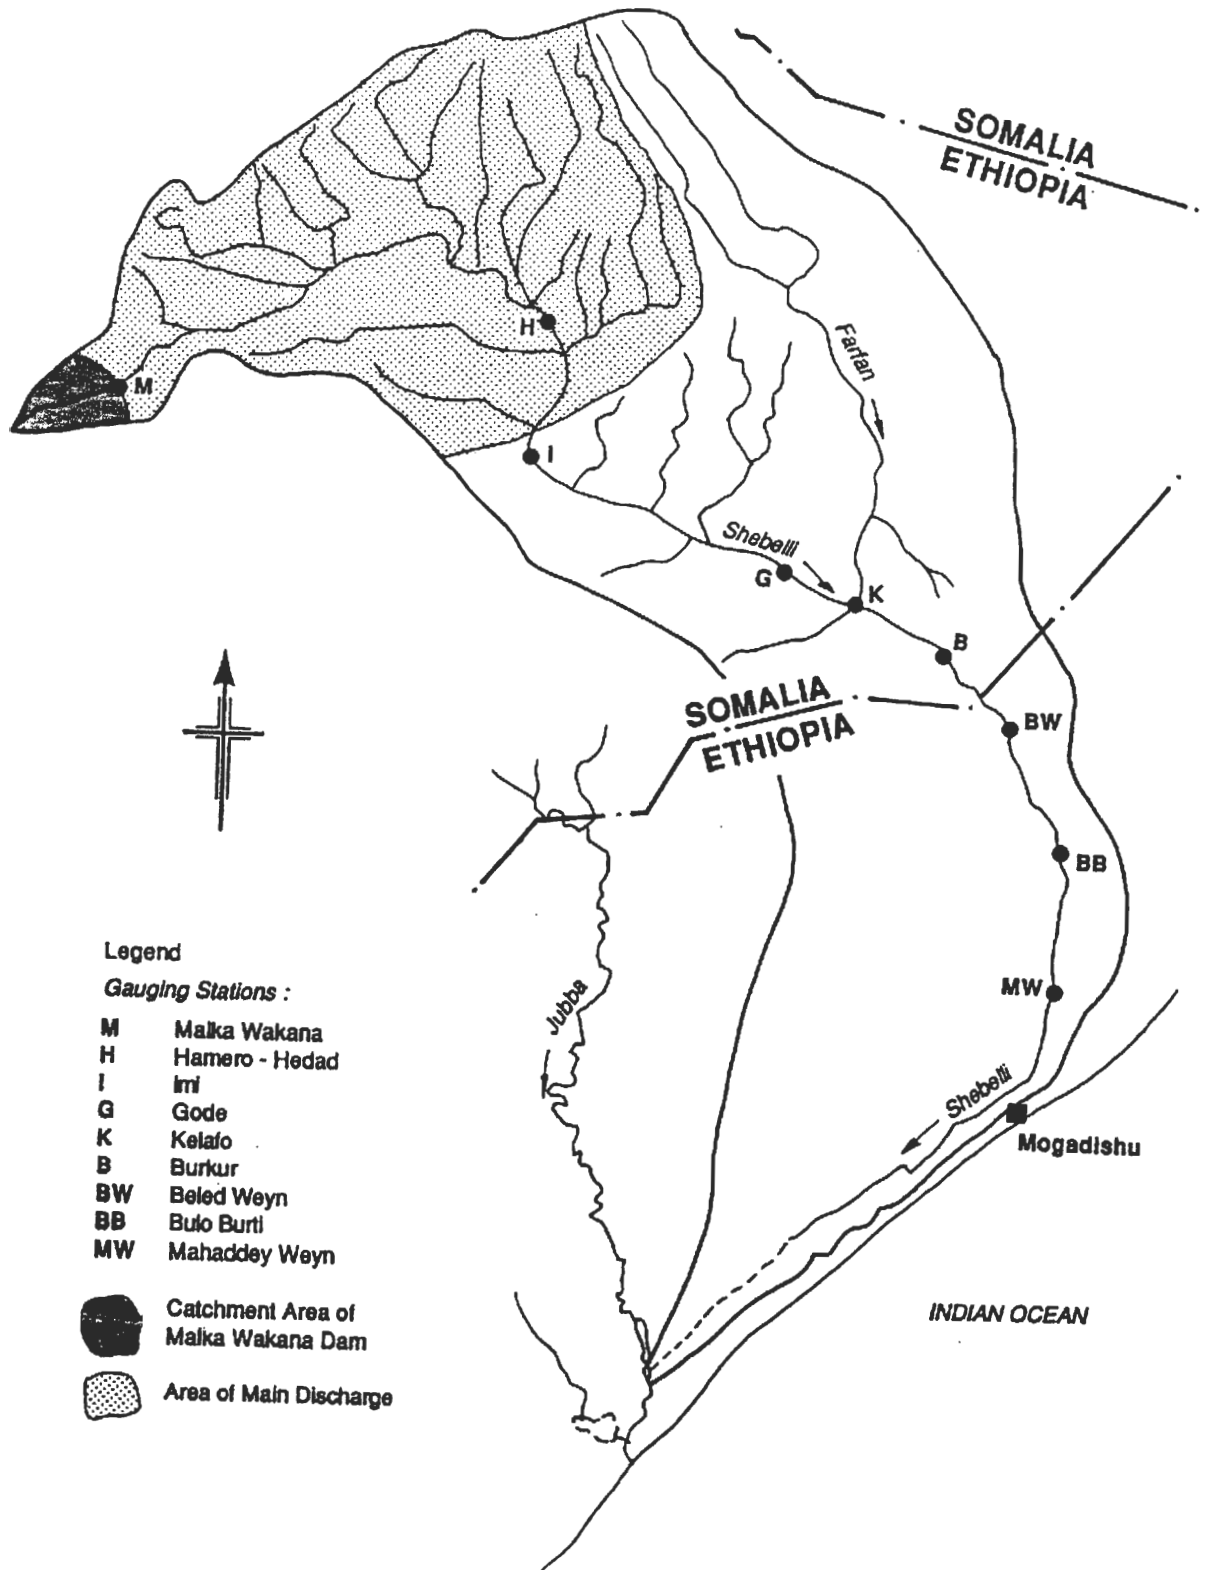 SOMALIA
ETHIOPIA
H
M
I
Farfan
Shebelli
G
K
B
SOMALIA
ETHIOPIA
BW
BB
MW
Jubba
Shebelli
Mogadishu
INDIAN OCEAN
Legend
Gauging Stations :
M Malka Wakana
H Hamero - Hedad
I Imi
G Gode
K Kelafo
B Burkur
BW Beled Weyn
BB Bulo Burti
MW Mahaddey Weyn
Catchment Area of
Malka Wakana Dam
Area of Main Discharge